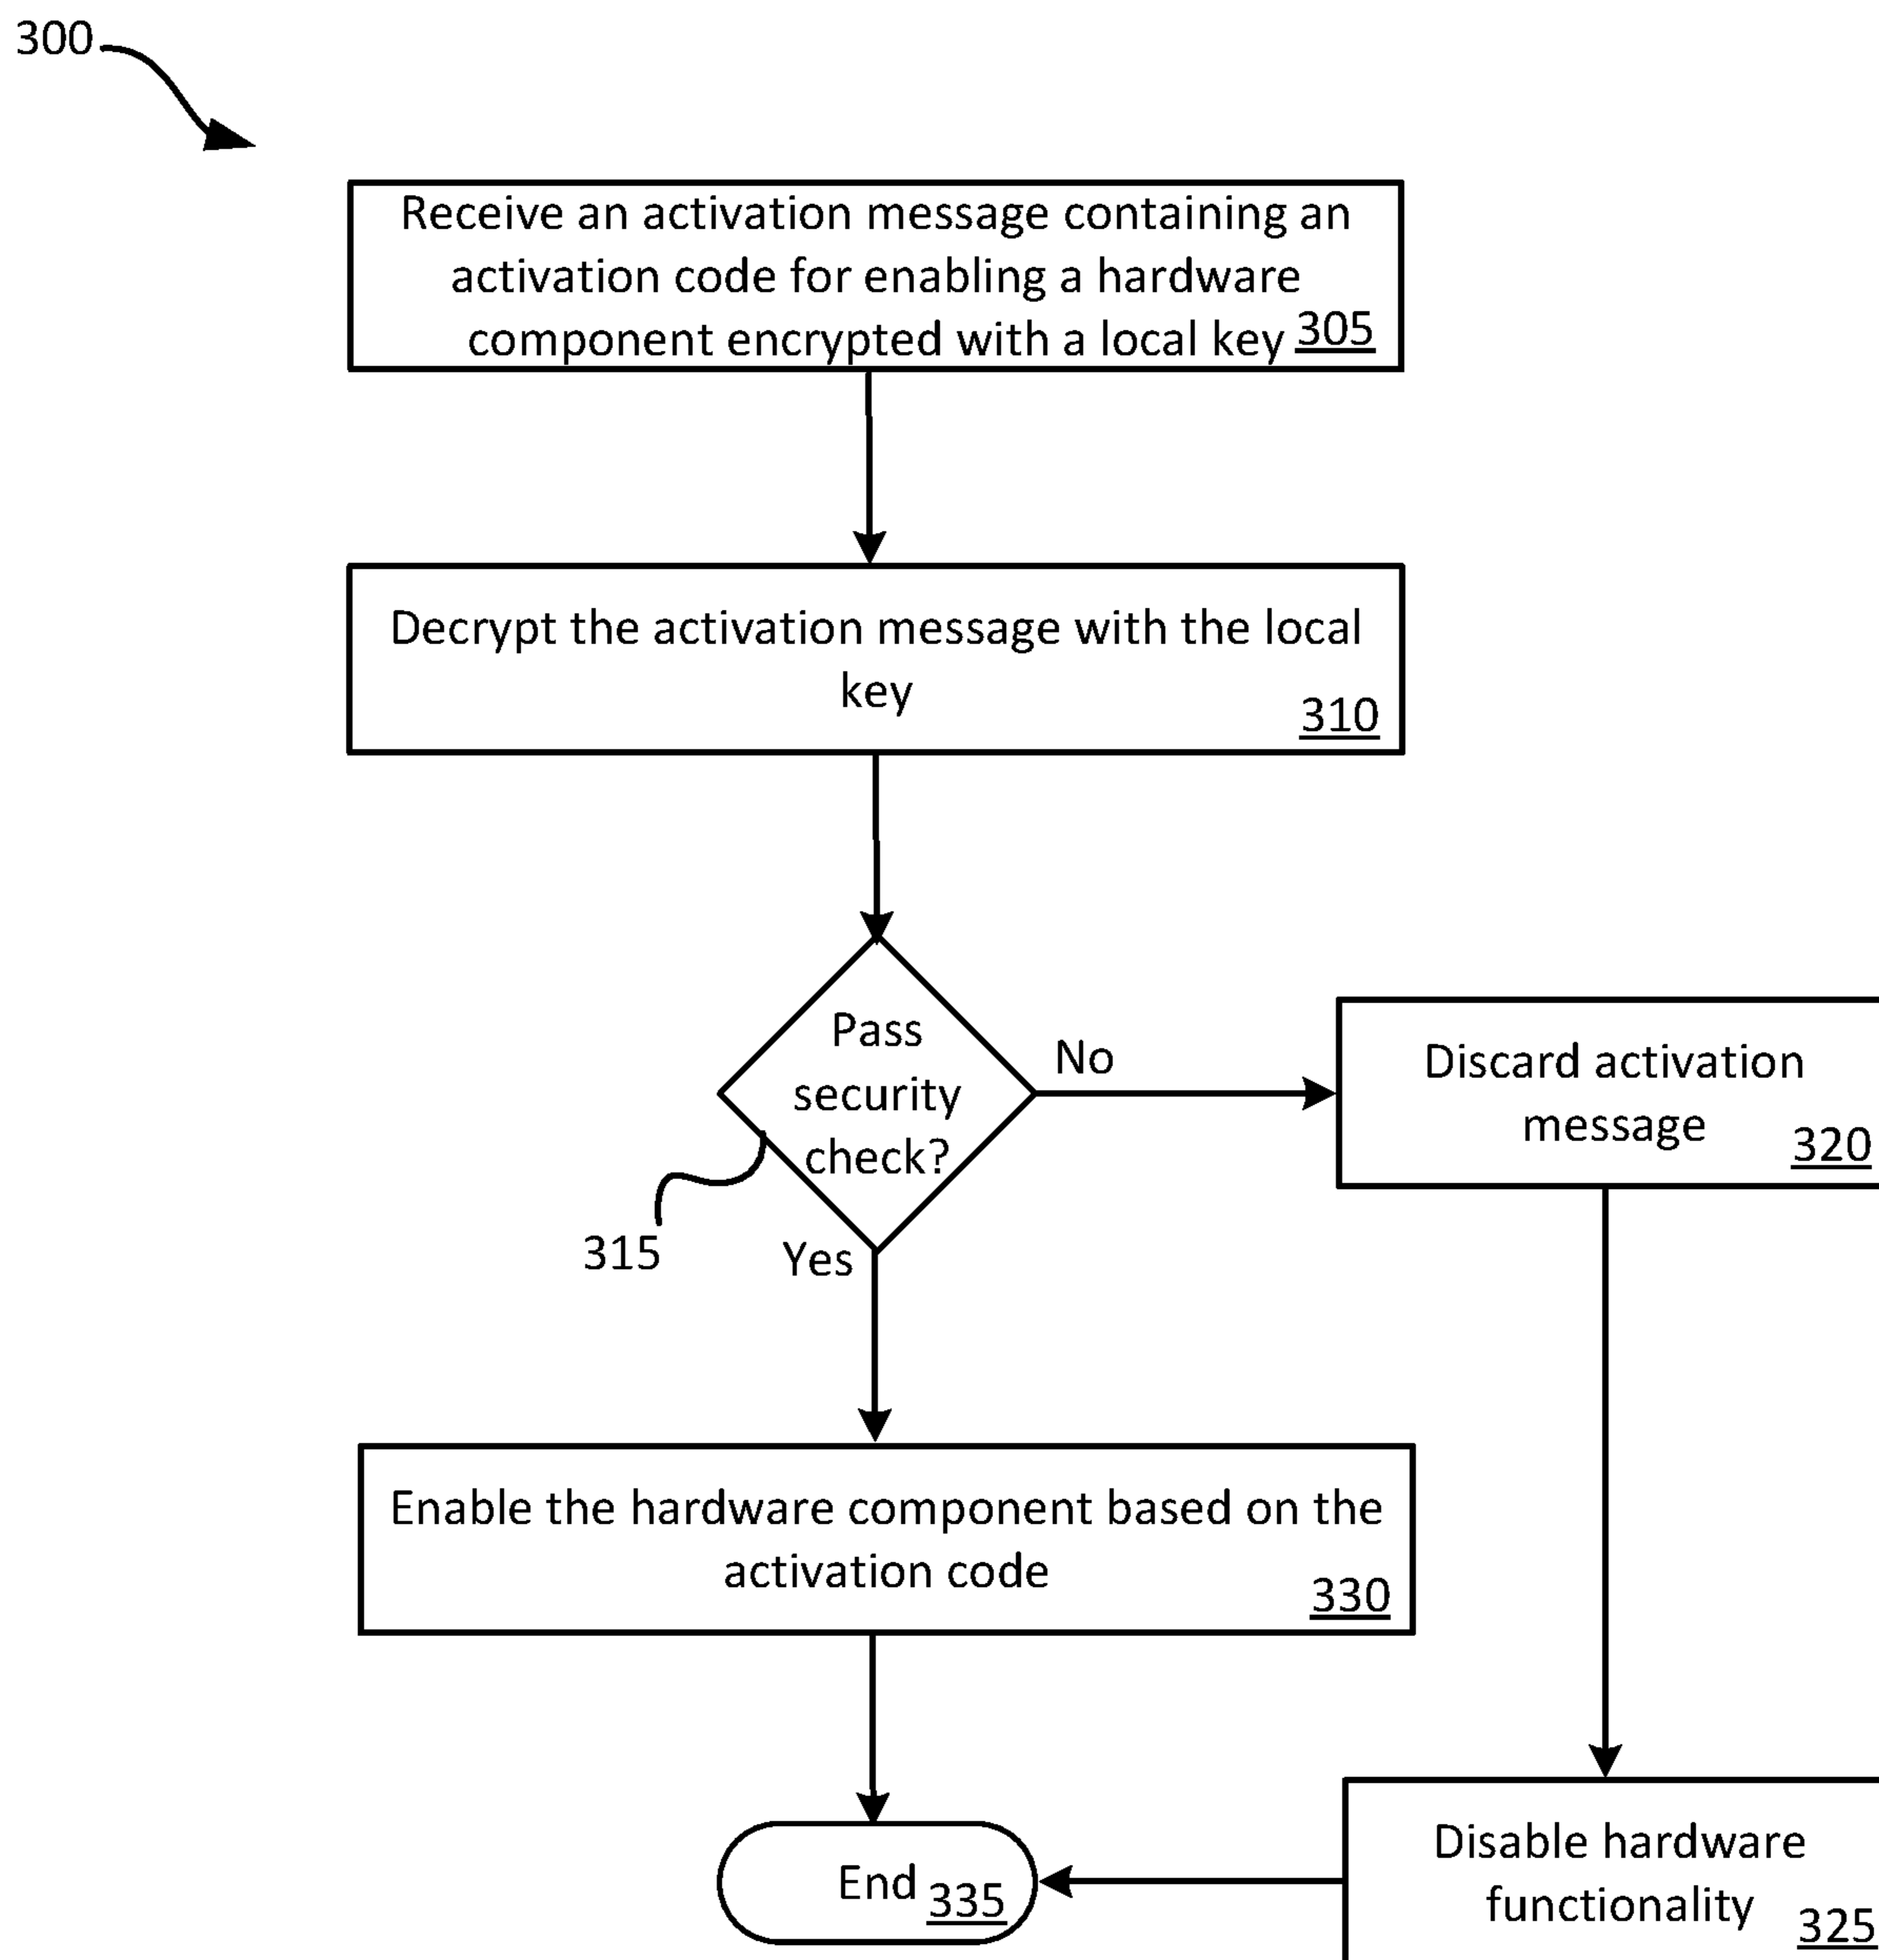 300
Receive an activation message containing an
activation code for enabling a hardware
component encrypted with a local key 305
Decrypt the activation message with the local
key
310
Pass
security
check?
No
315
Yes
Discard activation
message
320
Enable the hardware component based on the
activation code
330
Disable hardware
functionality
325
End 335